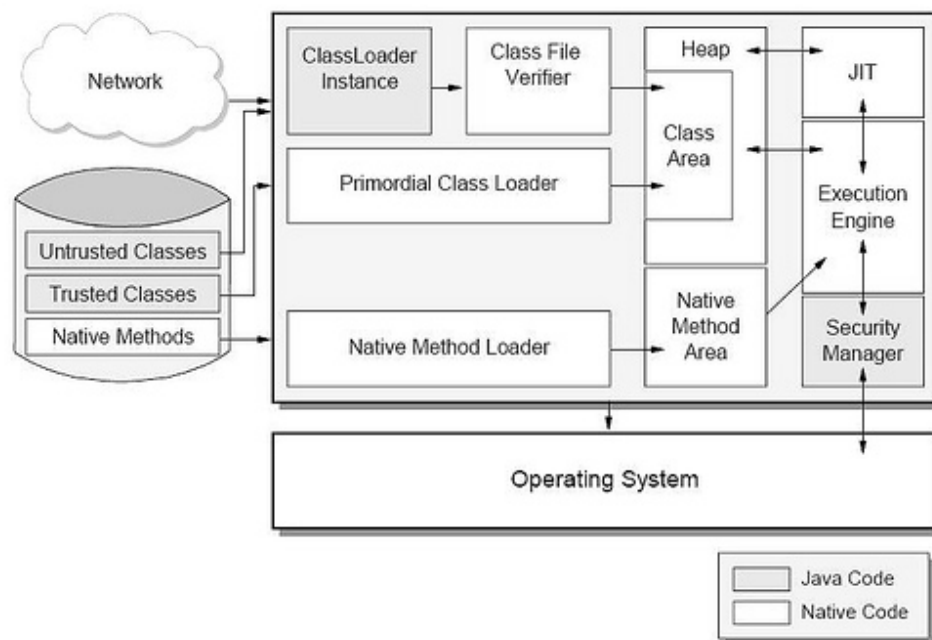 Network
Untrusted Classes
Trusted Classes
Native Methods
ClassLoader
Instance
Class File
Verifier
Primordial Class Loader
Native Method Loader
Heap
Class
Area
Native
Method
Area
JIT
Execution
Engine
Security
Manager
Operating System
Java Code
Native Code